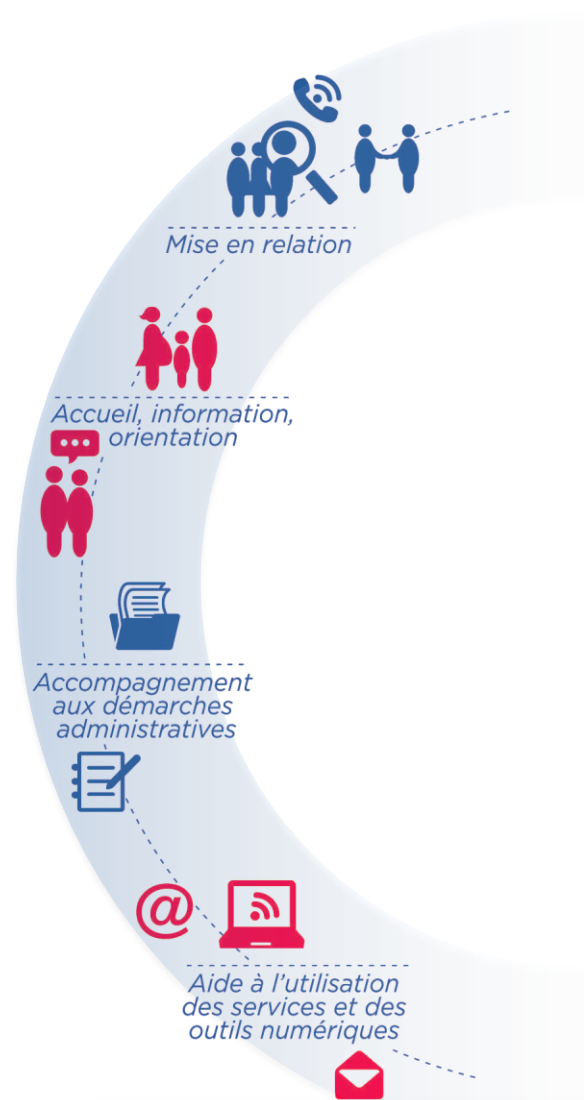 Mise en relation
Accueil, information,
orientation
Accompagnement
aux démarches
administratives
@
Aide à l'utilisation
des services et des
outils numériques